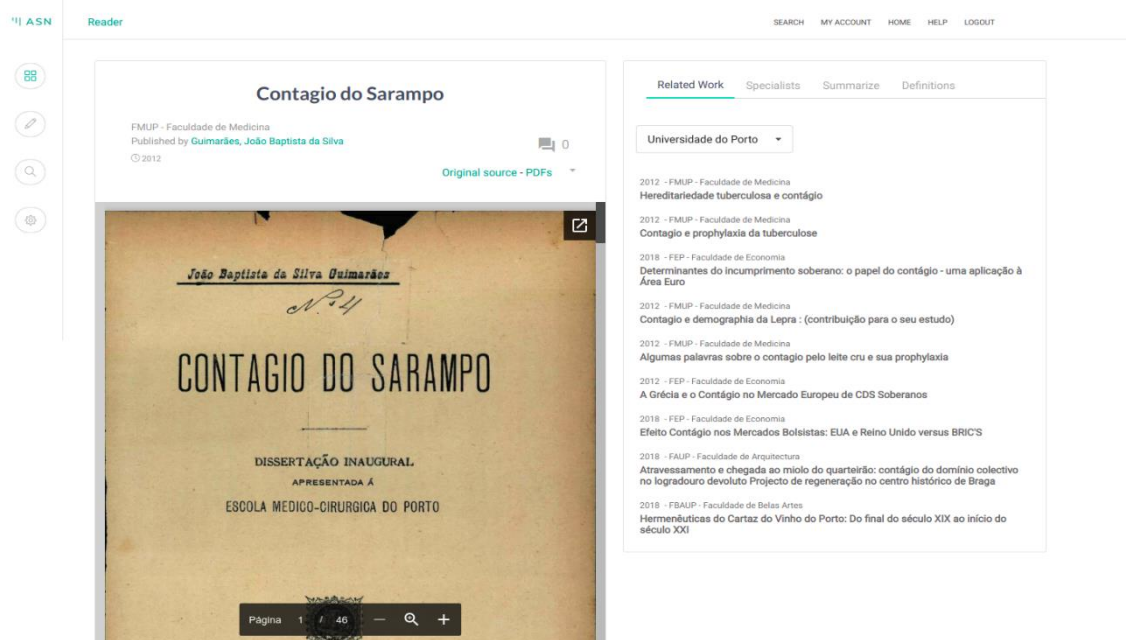 ASN
Reader
SEARCH MY ACCOUNT HOME HELP LOGOUT
Contagio do Sarampo
FMUP - Faculdade de Medicina
Published by Guimarães, João Baptista da Silva
2012
0
Original source - PDFs
João Baptista da Silva Guimarães
Nº 4
CONTAGIO DO SARAMPO
DISSERTAÇÃO INAUGURAL
APRESENTADA Á
ESCOLA MEDICO-CIRURGICA DO PORTO
Página 1 / 46
Related Work Specialists Summarize Definitions
Universidade do Porto
2012 - FMUP - Faculdade de Medicina
Hereditariedade tuberculosa e contágio
2012 - FMUP - Faculdade de Medicina
Contagio e prophylaxia da tuberculose
2018 - FEP - Faculdade de Economia
Determinantes do incumprimento soberano: o papel do contágio - uma aplicação à
Área Euro
2012 - FMUP - Faculdade de Medicina
Contagio e demographia da Lepra : (contribuição para o seu estudo)
2012 - FMUP - Faculdade de Medicina
Algumas palavras sobre o contagio pelo leite cru e sua prophylaxia
2012 - FEP - Faculdade de Economia
A Grécia e o Contágio no Mercado Europeu de CDS Soberanos
2018 - FEP - Faculdade de Economia
Efeito Contágio nos Mercados Bolsistas: EUA e Reino Unido versus BRIC'S
2018 - FAUP - Faculdade de Arquitectura
Atravessamento e chegada ao miolo do quarteirão: contágio do domínio colectivo
no logradouro devoluto Projecto de regeneração no centro histórico de Braga
2018 - FBAUP - Faculdade de Belas Artes
Hermenêuticas do Cartaz do Vinho do Porto: Do final do século XIX ao início do
século XXI